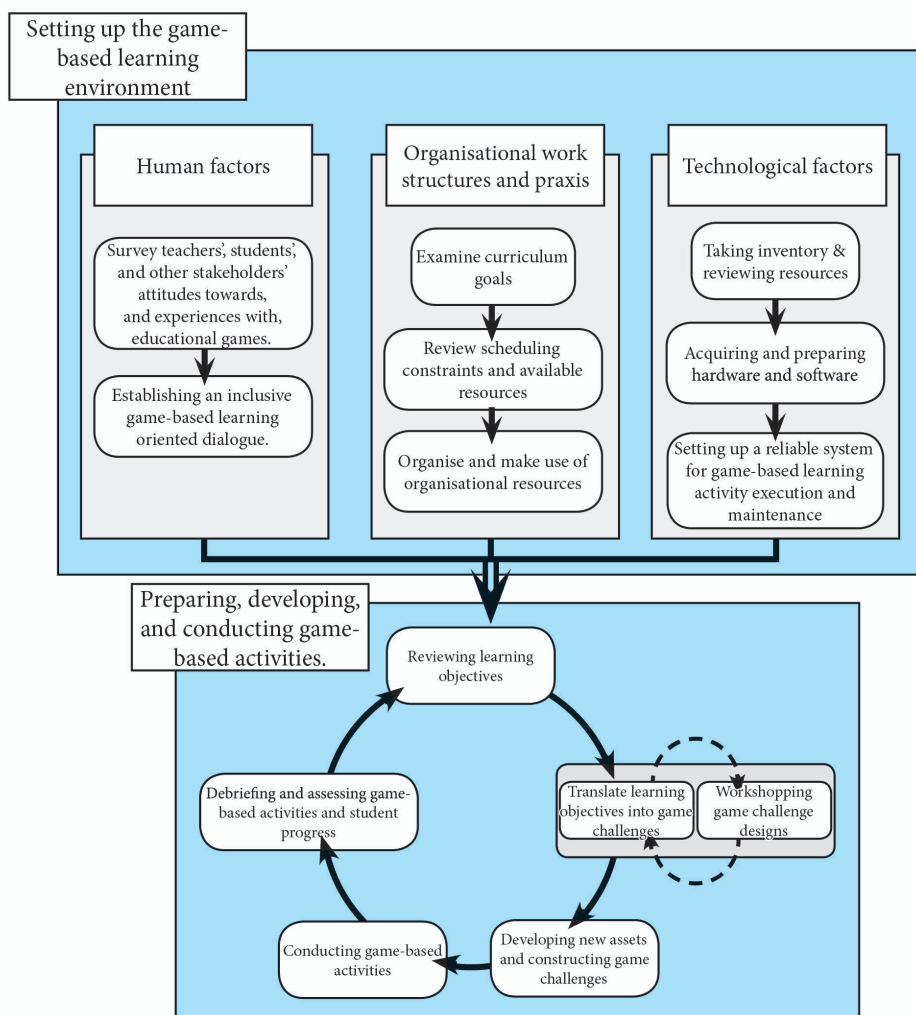 Setting up the game-
based learning
environment
Human factors
Survey teachers', students',
and other stakeholders'
attitudes towards,
and experiences with,
educational games.
Establishing an inclusive
game-based learning
oriented dialogue.
Organisational work
structures and praxis
Examine curriculum
goals
Review scheduling
constraints and available
resources
Organise and make use of
organisational resources
Technological factors
Taking inventory &
reviewing resources
Acquiring and preparing
hardware and software
Setting up a reliable system
for game-based learning
activity execution and
maintenance
Preparing, developing,
and conducting game-
based activities.
Reviewing learning
objectives
Translate learning
objectives into game
challenges
Workshopping
game challenge
designs
Developing new assets
and constructing game
challenges
Conducting game-based
activities
Debriefing and assessing game-
based activities and student
progress